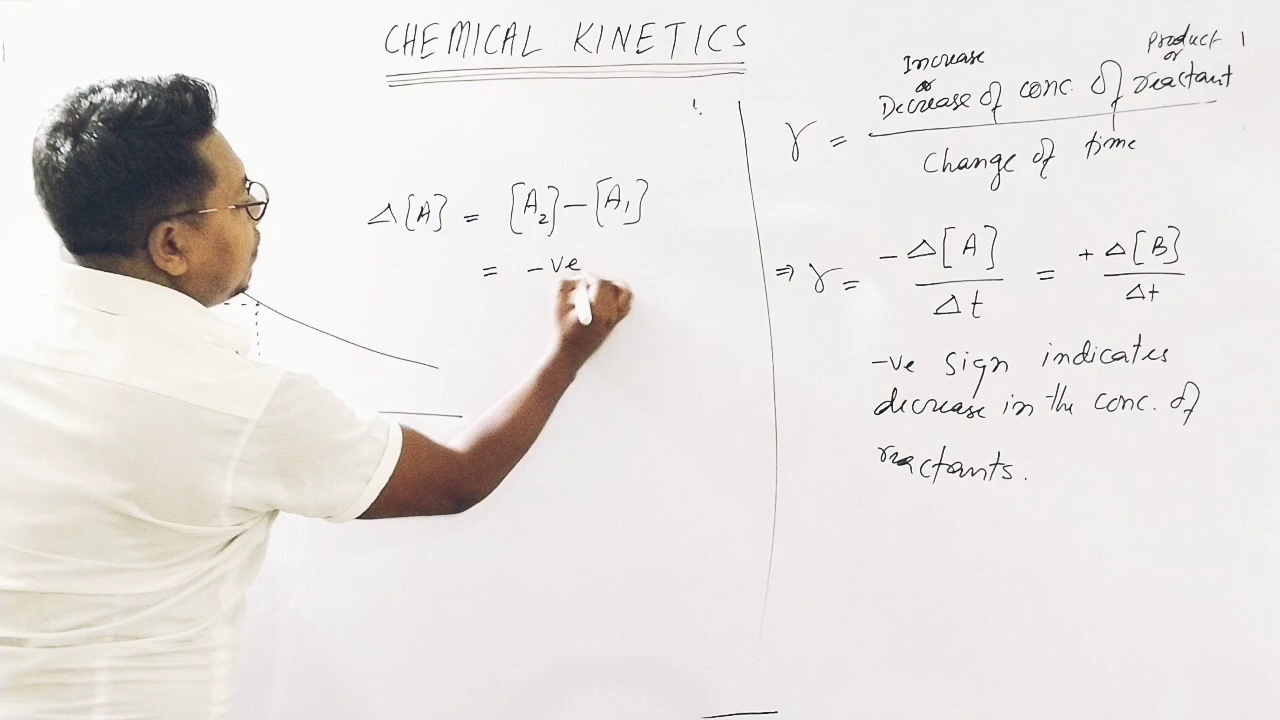 CHEMICAL KINETICS
Δ[A] = [A₂] – [A₁]
= -ve
Product
or
Increase
or
Decrease of conc. of reactant
r = 
Change of time
⇒ r = -Δ[A]/Δt = +Δ[B]/Δt
-ve sign indicates
decrease in the conc. of
reactants.